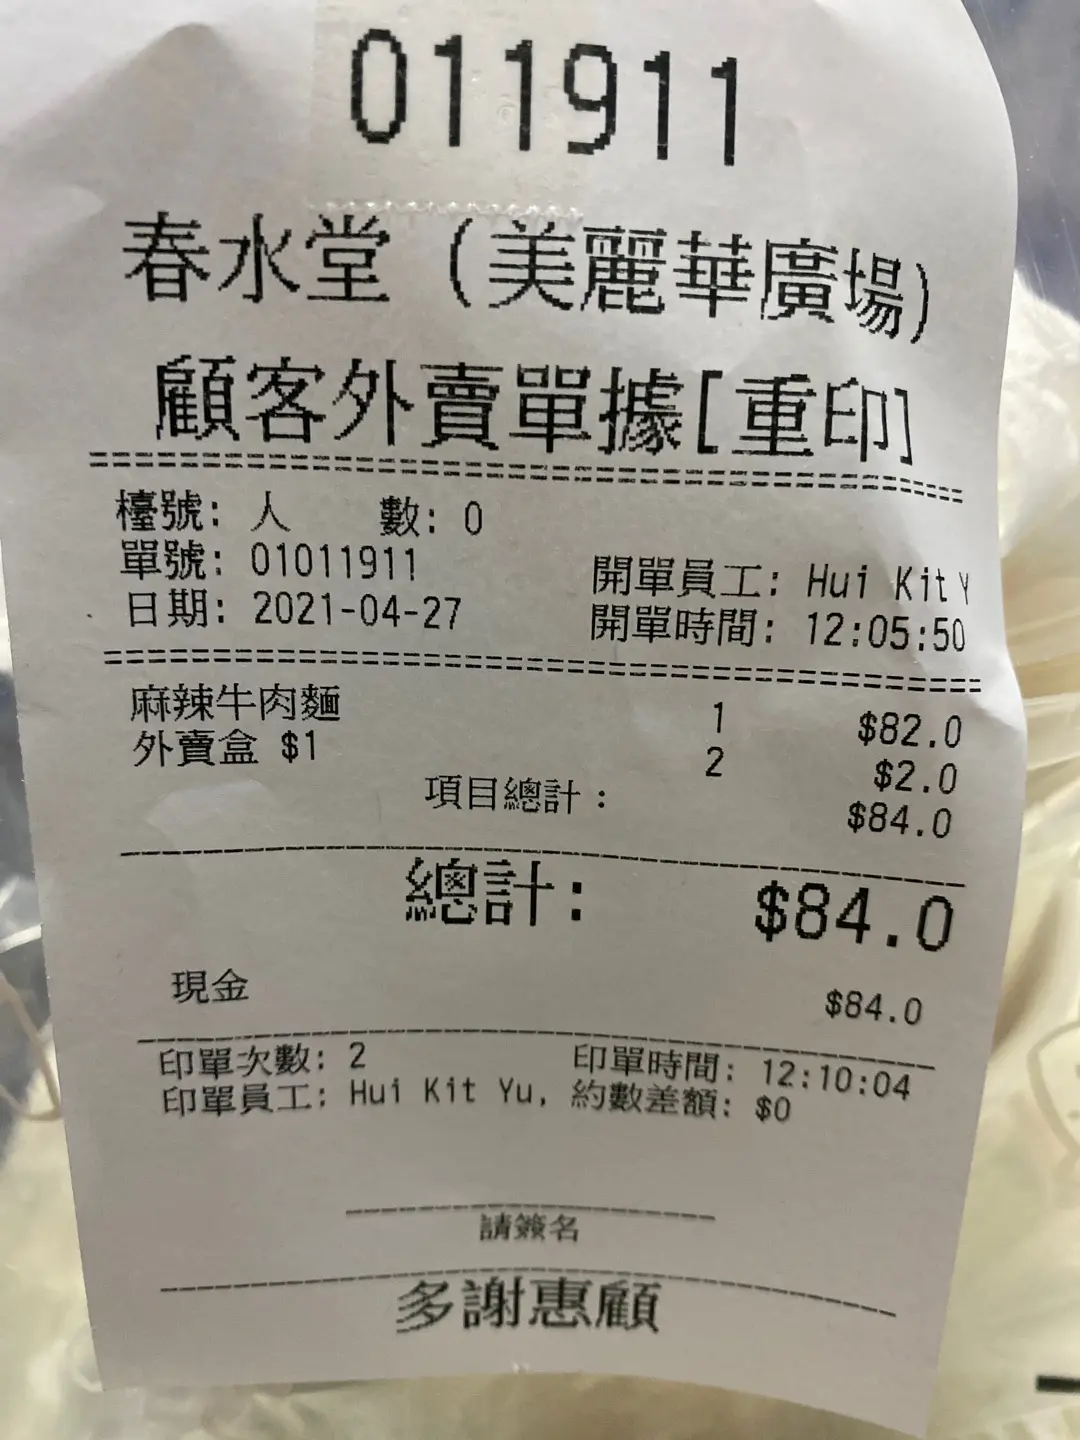 011911
春水堂 (美麗華廣場)
顧客外賣單據[重印]
檯號: 人 數: 0
單號: 01011911 開單員工: Hui Kit Y
日期: 2021-04-27 開單時間: 12:05:50
麻辣牛肉麵 1 $82.0
外賣盒 $1 2 $2.0
項目總計: $84.0
總計: $84.0
現金 $84.0
印單次數: 2 印單時間: 12:10:04
印單員工: Hui Kit Yu, 約數差額: $0
請簽名
多謝惠顧